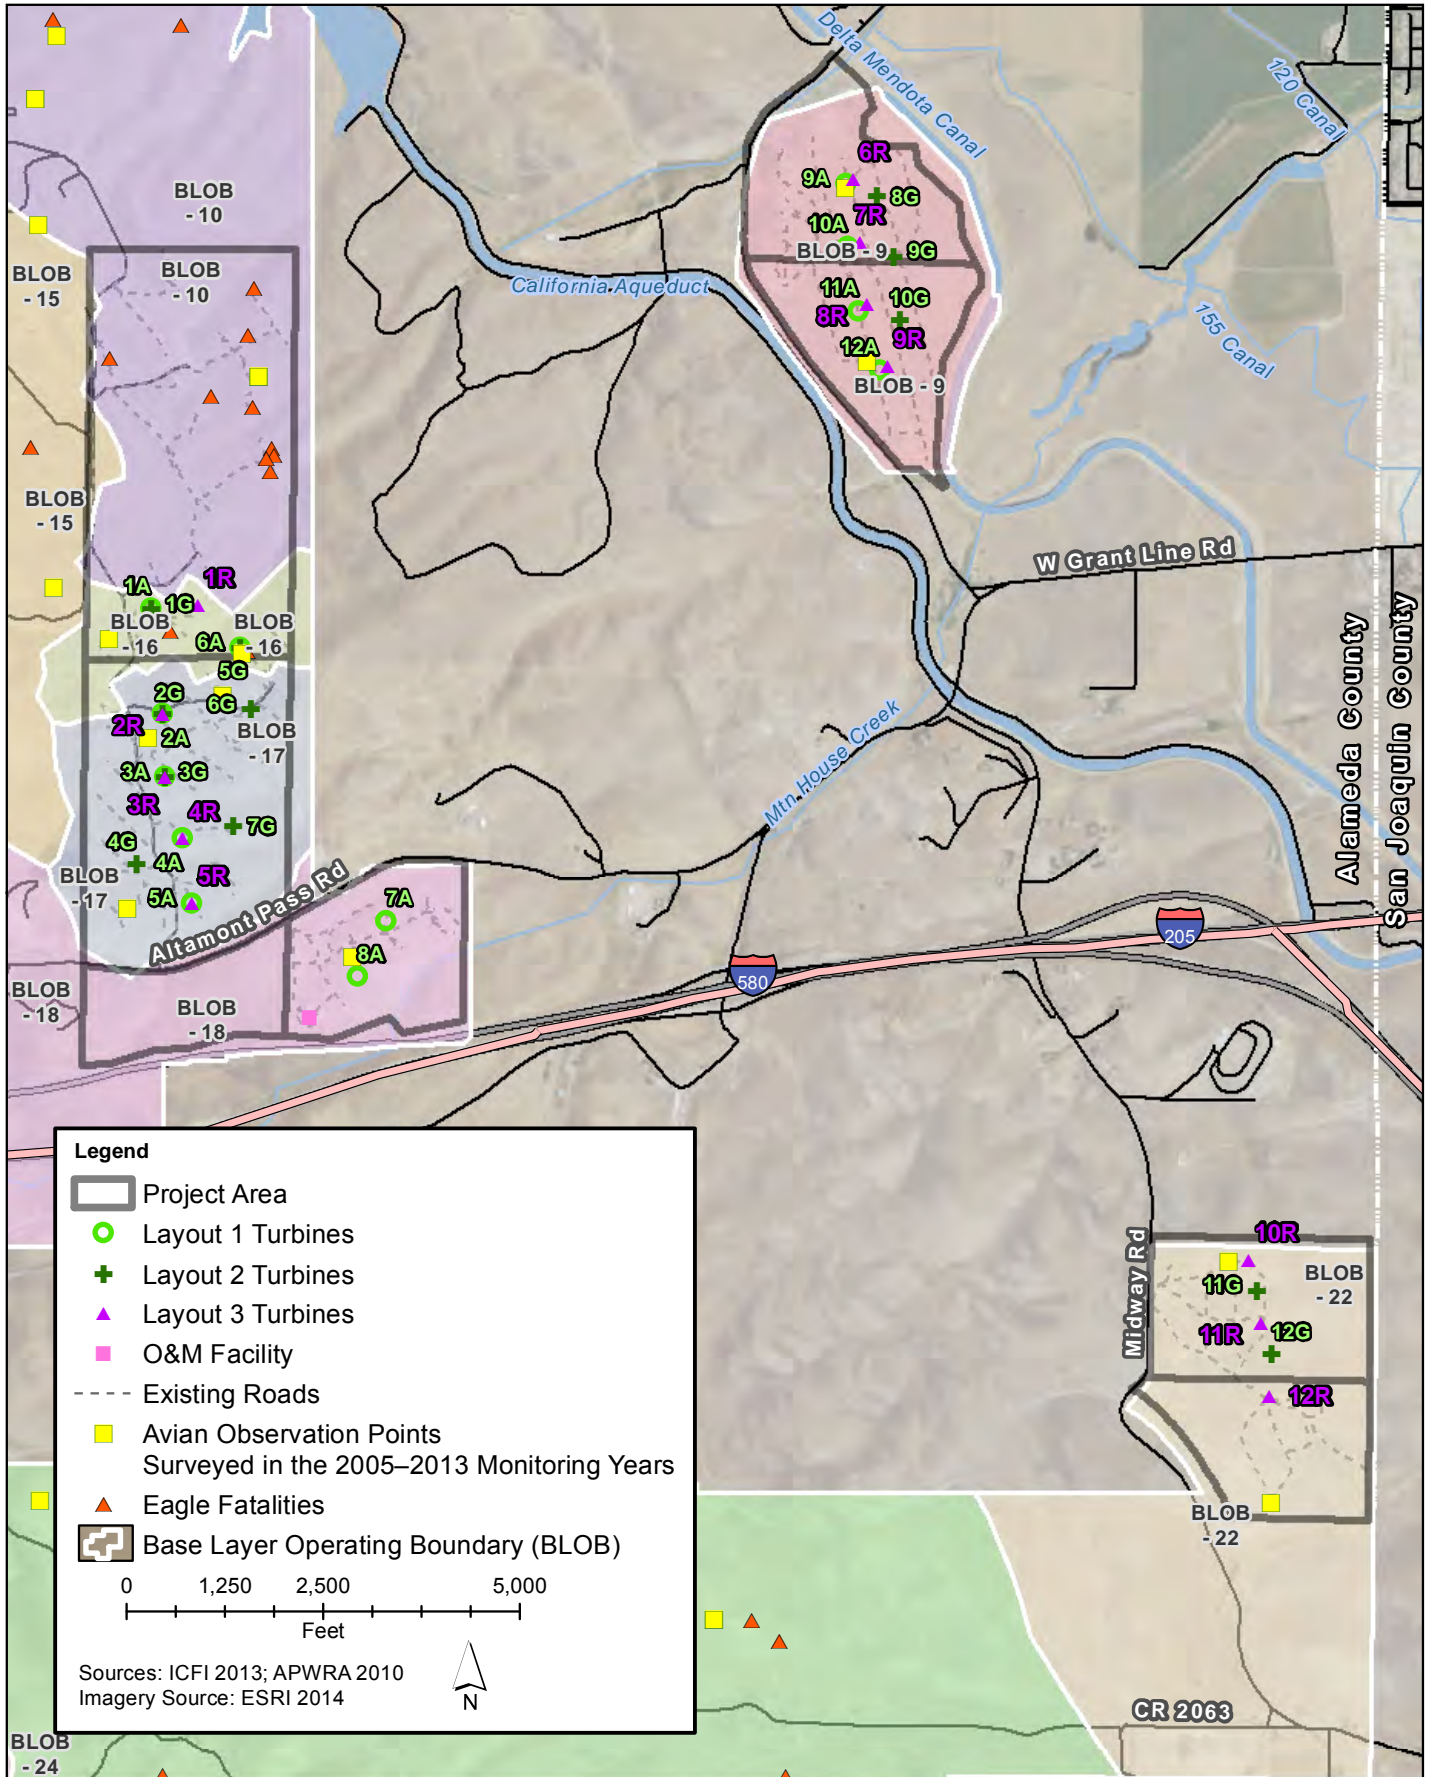 Delta Mendota Canal
120 Canal
BLOB
- 10
6R
9A
8G
7R
10A
BLOB - 9
9G
BLOB
- 15
BLOB
- 10
California Aqueduct
11A
10G
8R
9R
12A
BLOB - 9
155 Canal
BLOB
- 15
W Grant Line Rd
1A
1G
1R
BLOB
- 16
6A
BLOB
- 16
5G
2G
6G
2R
2A
BLOB
- 17
3A
3G
3R
4R
7G
4G
4A
BLOB
- 17
5A
5R
Mtn House Creek
Alameda County
San Joaquin County
Altamont Pass Rd
7A
8A
205
580
BLOB
- 18
BLOB
- 18
Legend
Project Area
Layout 1 Turbines
Layout 2 Turbines
Layout 3 Turbines
O&M Facility
Existing Roads
Avian Observation Points
Surveyed in the 2005–2013 Monitoring Years
Eagle Fatalities
Base Layer Operating Boundary (BLOB)
0 1,250 2,500 5,000
Feet
Sources: ICFI 2013; APWRA 2010
Imagery Source: ESRI 2014
N
Midway Rd
10R
11G
BLOB
- 22
11R
12G
12R
BLOB
- 22
CR 2063
BLOB
- 24